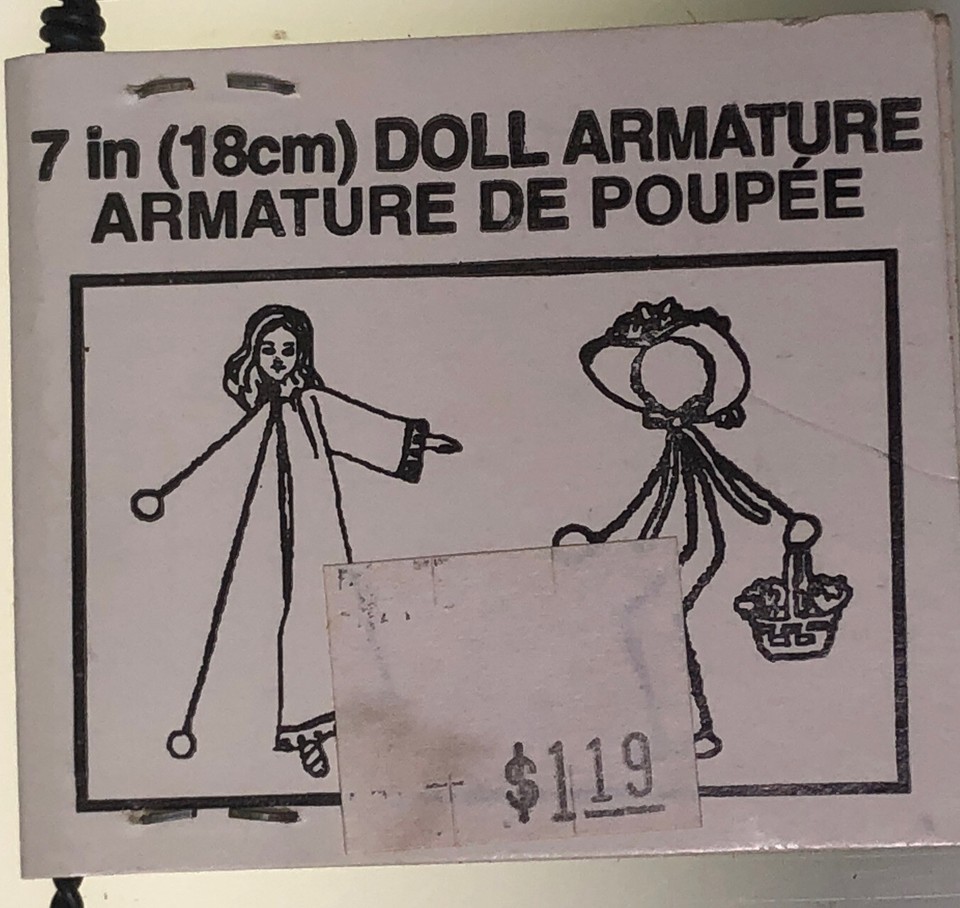 7 in (18cm) DOLL ARMATURE
ARMATURE DE POUPÉE
$1.19